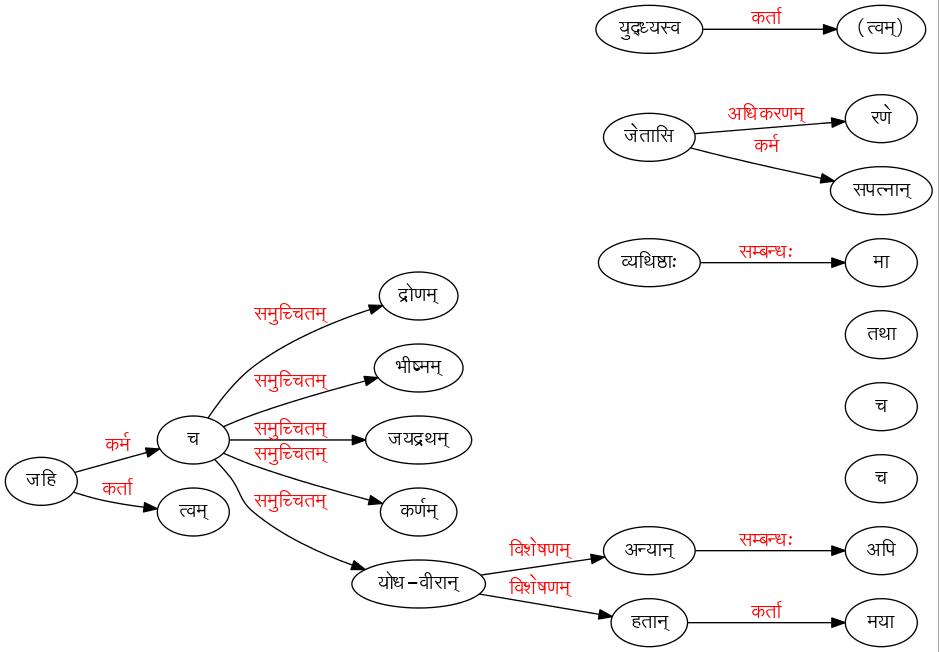 युद्ध्यस्व कर्ता (त्वम्)
अधिकरणम् रणे
जेतासि
कर्म
सपत्नान्
व्यथिष्ठाः सम्बन्धः मा
द्रोणम्
समुच्चितम्
तथा
समुच्चितम् भीष्मम्
च
समुच्चितम्
च जयद्रथम्
कर्म समुच्चितम्
जहि
कर्ता
च
समुच्चितम्
त्वम् कर्णम्
विशेषणम् अन्यान् सम्बन्धः अपि
योध-वीरान्
विशेषणम्
हतान् कर्ता मया